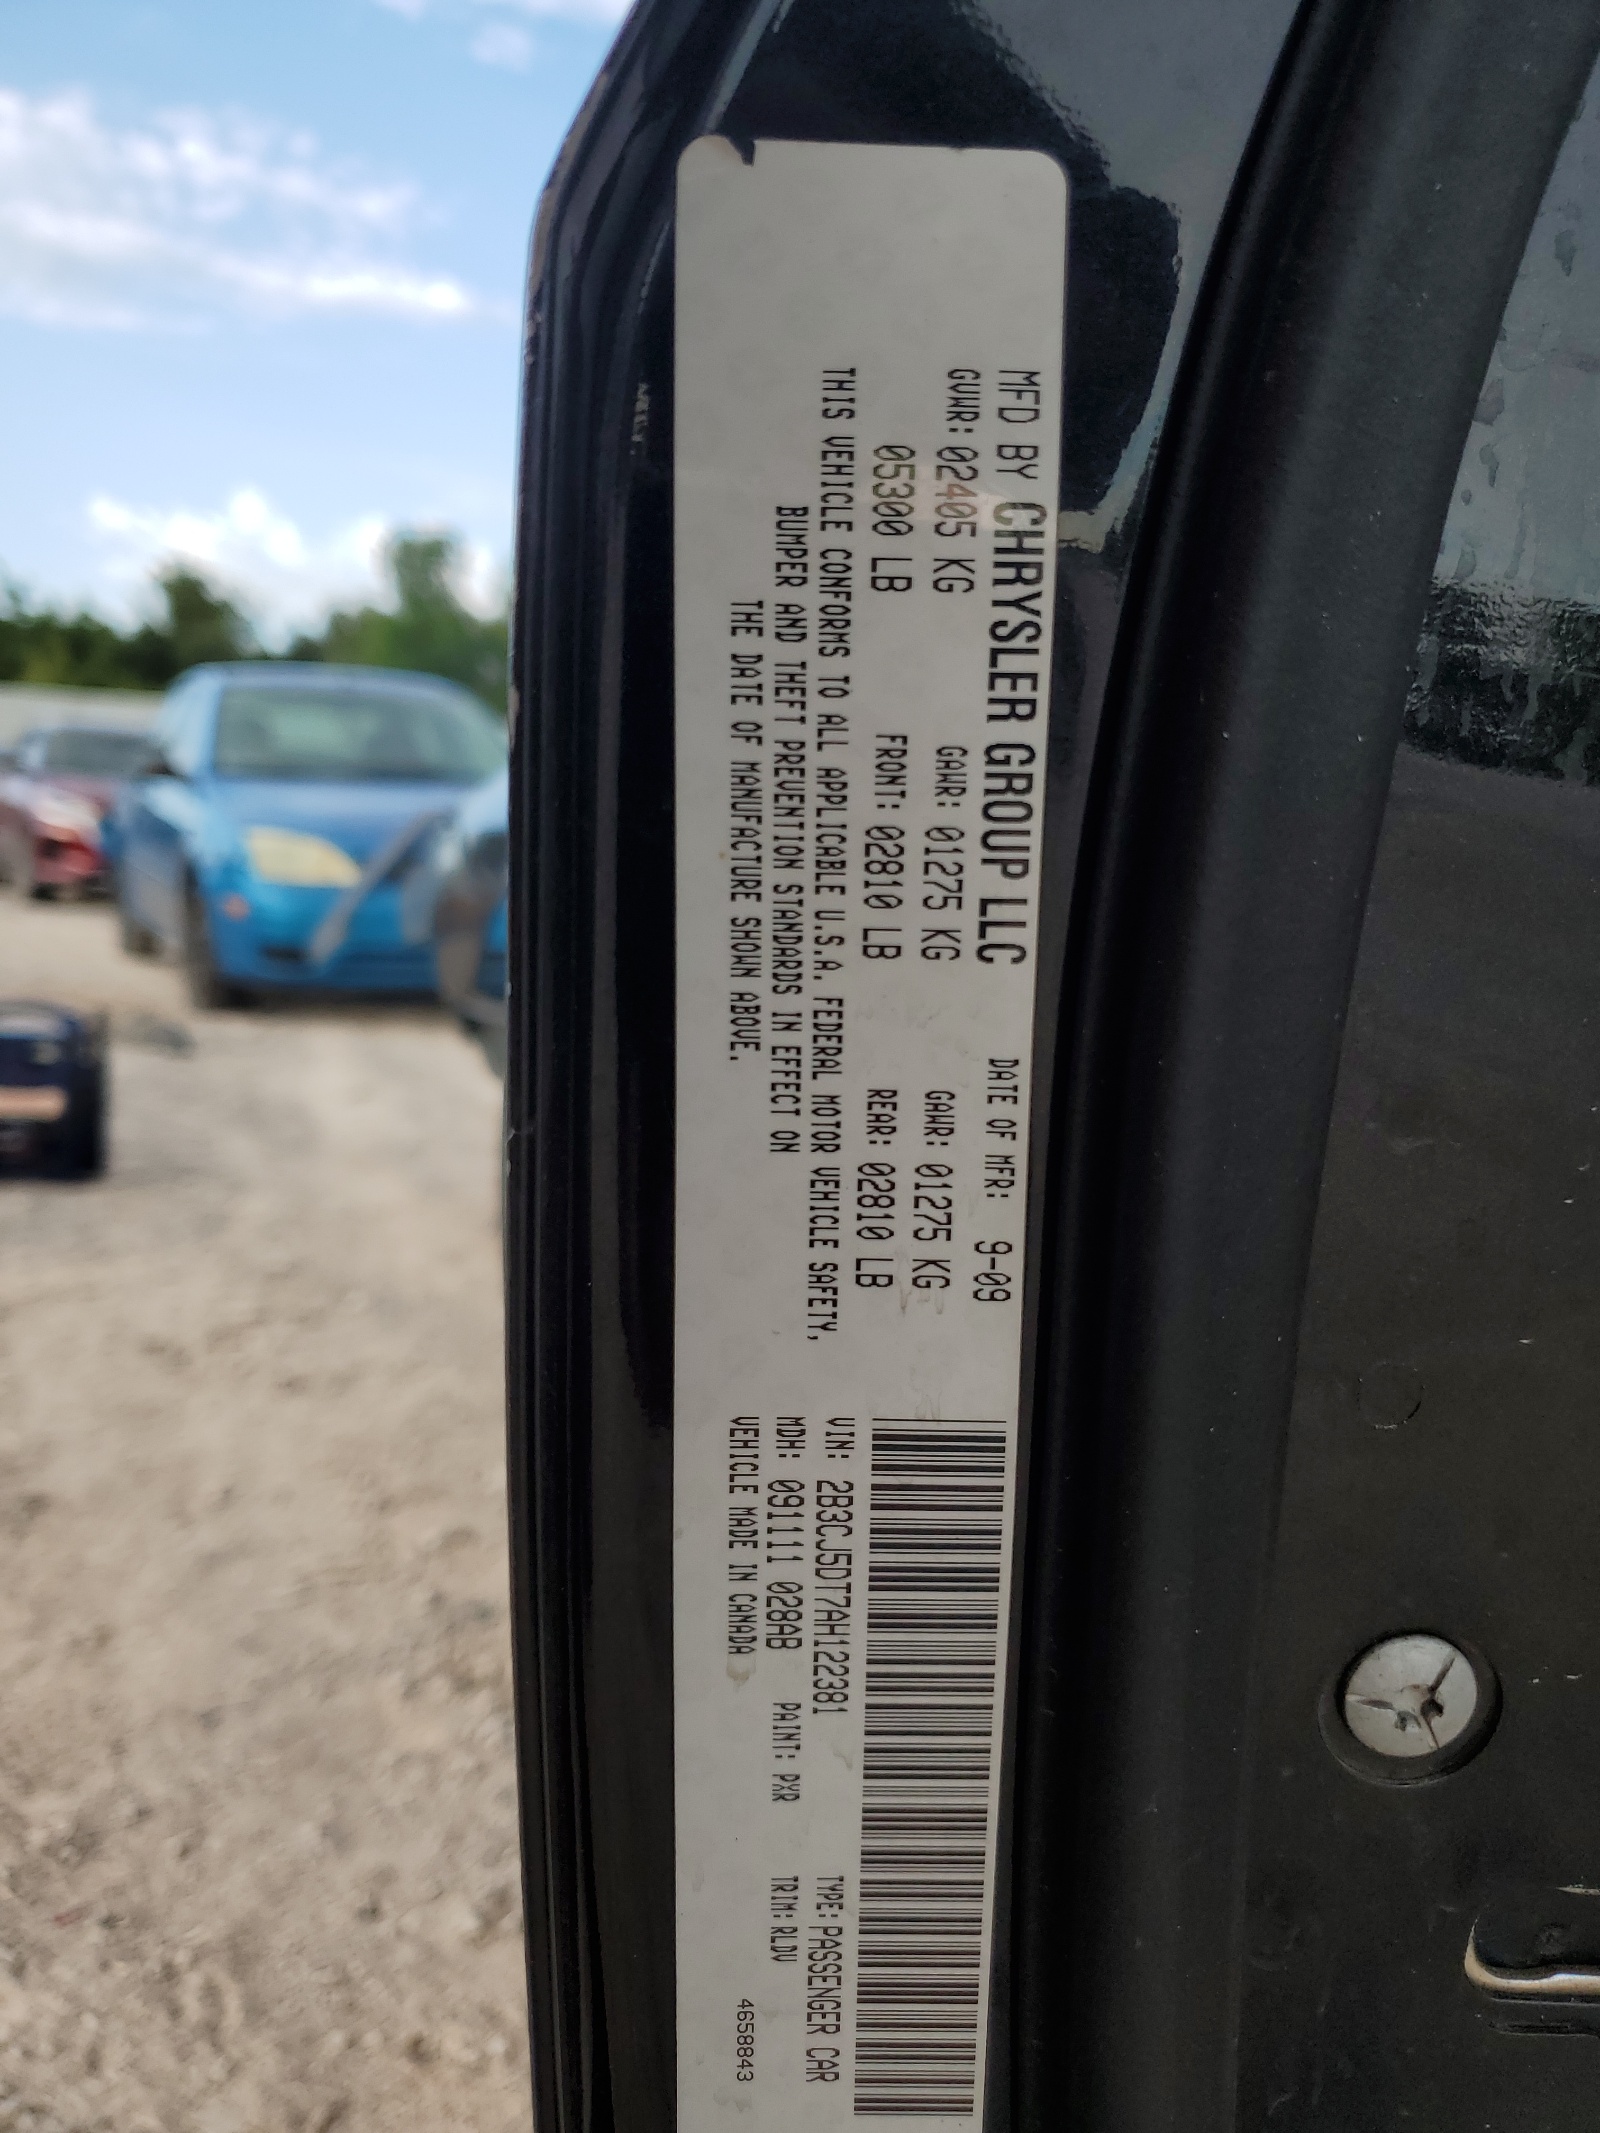 MFD BY CHRYSLER GROUP LLC DATE OF MFR: 9-09
GVWR: 02405 KG GAWR: 01275 KG GAWR: 01275 KG
05300 LB FRONT: 02810 LB REAR: 02810 LB
THIS VEHICLE CONFORMS TO ALL APPLICABLE U.S.A. FEDERAL MOTOR VEHICLE SAFETY,
BUMPER AND THEFT PREVENTION STANDARDS IN EFFECT ON
THE DATE OF MANUFACTURE SHOWN ABOVE.
VIN: 2B3CJ5DT7AH122381 TYPE: PASSENGER CAR
MDH: 091111 028AB PAINT: PXR TRIM: RLDV
VEHICLE MADE IN CANADA 4658843